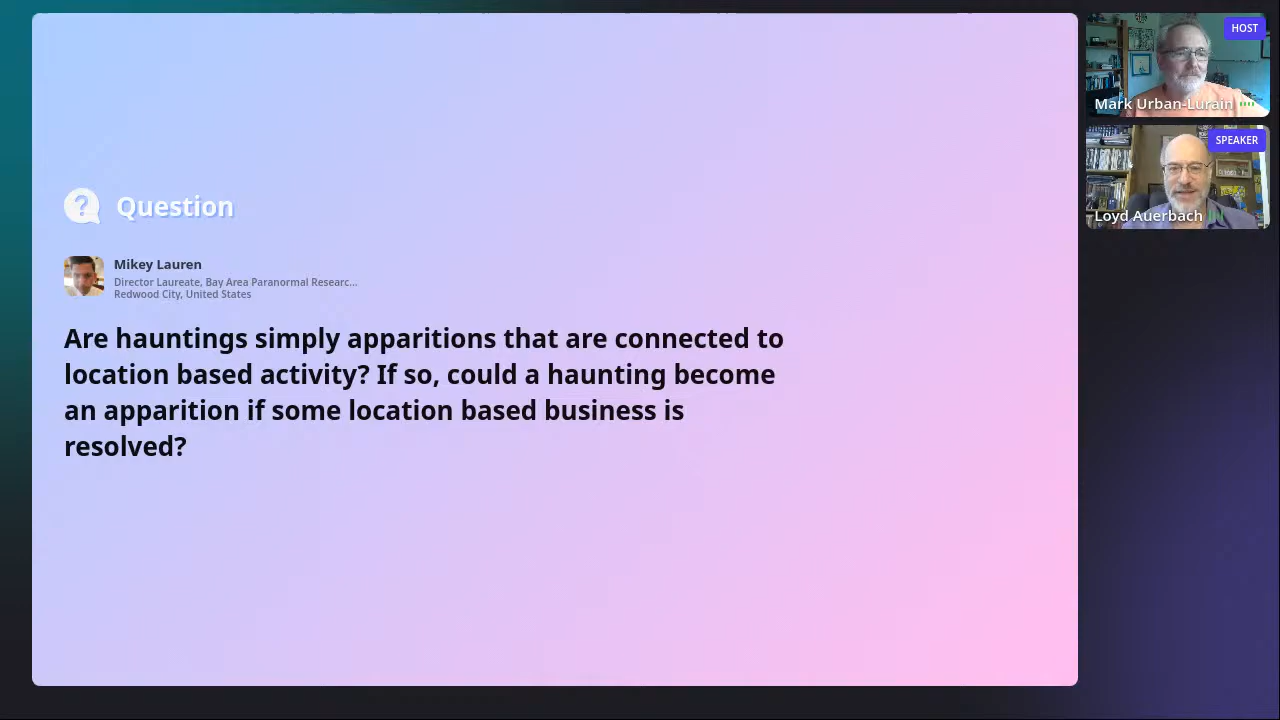 Question
Mikey Lauren
Director Laureate, Bay Area Paranormal Researc...
Redwood City, United States
Are hauntings simply apparitions that are connected to
location based activity? If so, could a haunting become
an apparition if some location based business is
resolved?
HOST
Mark Urban-Lurain
SPEAKER
Loyd Auerbach